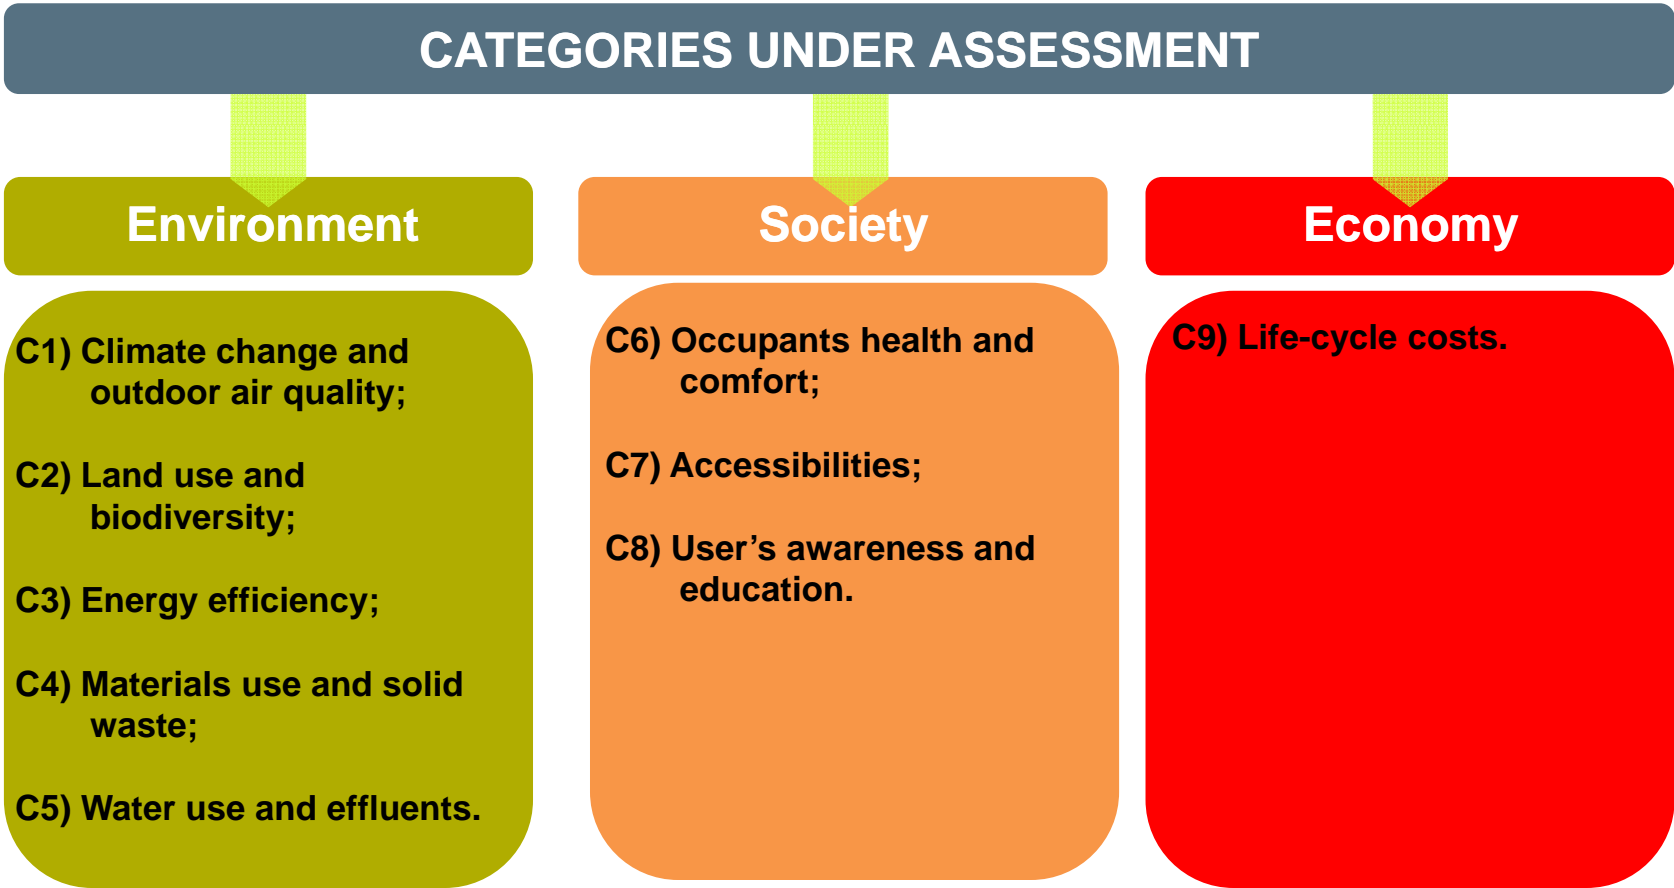 CATEGORIES UNDER ASSESSMENT
Environment
C1) Climate change and
outdoor air quality;
C2) Land use and
biodiversity;
C3) Energy efficiency;
C4) Materials use and solid
waste;
C5) Water use and effluents.
Society
C6) Occupants health and
comfort;
C7) Accessibilities;
C8) User’s awareness and
education.
Economy
C9) Life-cycle costs.